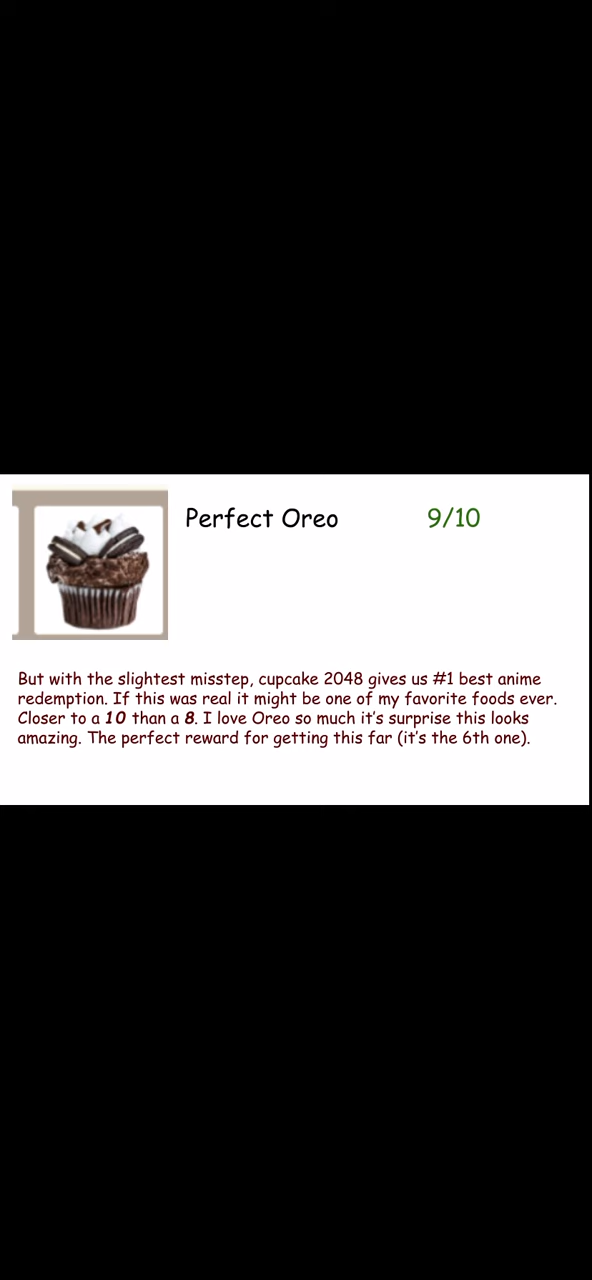 Perfect Oreo 9/10
But with the slightest misstep, cupcake 2048 gives us #1 best anime
redemption. If this was real it might be one of my favorite foods ever.
Closer to a 10 than a 8. I love Oreo so much it's surprise this looks
amazing. The perfect reward for getting this far (it's the 6th one).